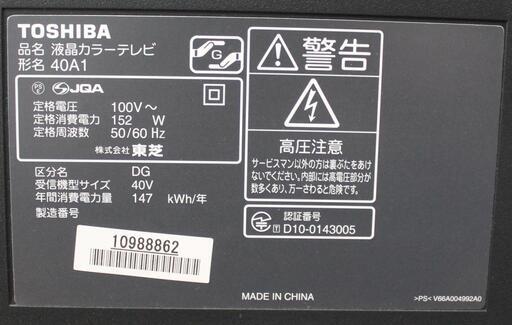 TOSHIBA
品名 液晶カラーテレビ
形名 40A1
G
PS
E
JQA
定格電圧 100V～
定格消費電力 152 W
定格周波数 50/60 Hz
株式会社 東芝
区分名 DG
受信機型サイズ 40V
年間消費電力量 147 kWh/年
製造番号
10988862
警告
高圧注意
サービスマン以外の方は裏ぶたをあけ
ないでください。内部には高電圧部分が
数多くあり、万一さわると危険です。
認証番号
T D10-0143005
MADE IN CHINA
>PS< V66A004992A0